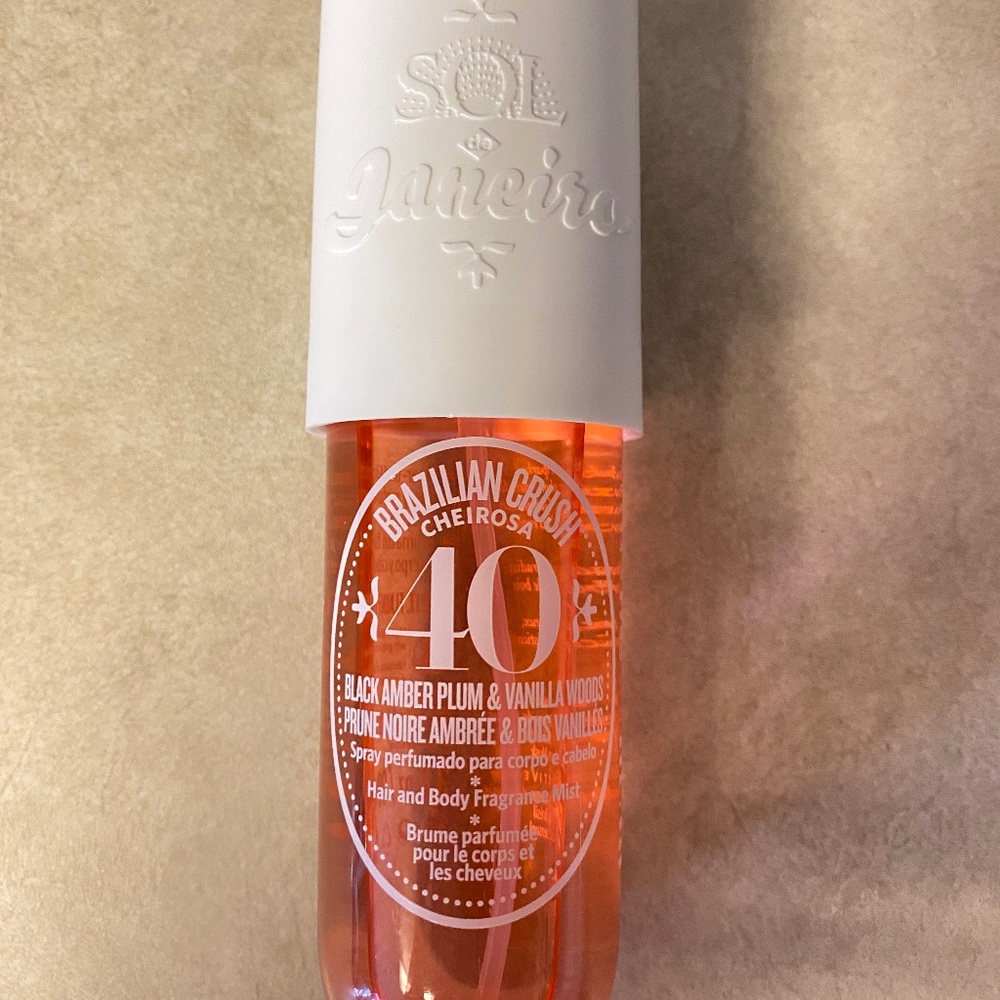 SOL
de
Janeiro
BRAZILIAN CRUSH
CHEIROSA
40
BLACK AMBER PLUM & VANILLA WOODS
PRUNE NOIRE AMBRÉE & BOIS VANILLÉS
Spray perfumado para corpo e cabelo
*
Hair and Body Fragrance Mist
*
Brume parfumée
pour le corps et
les cheveux